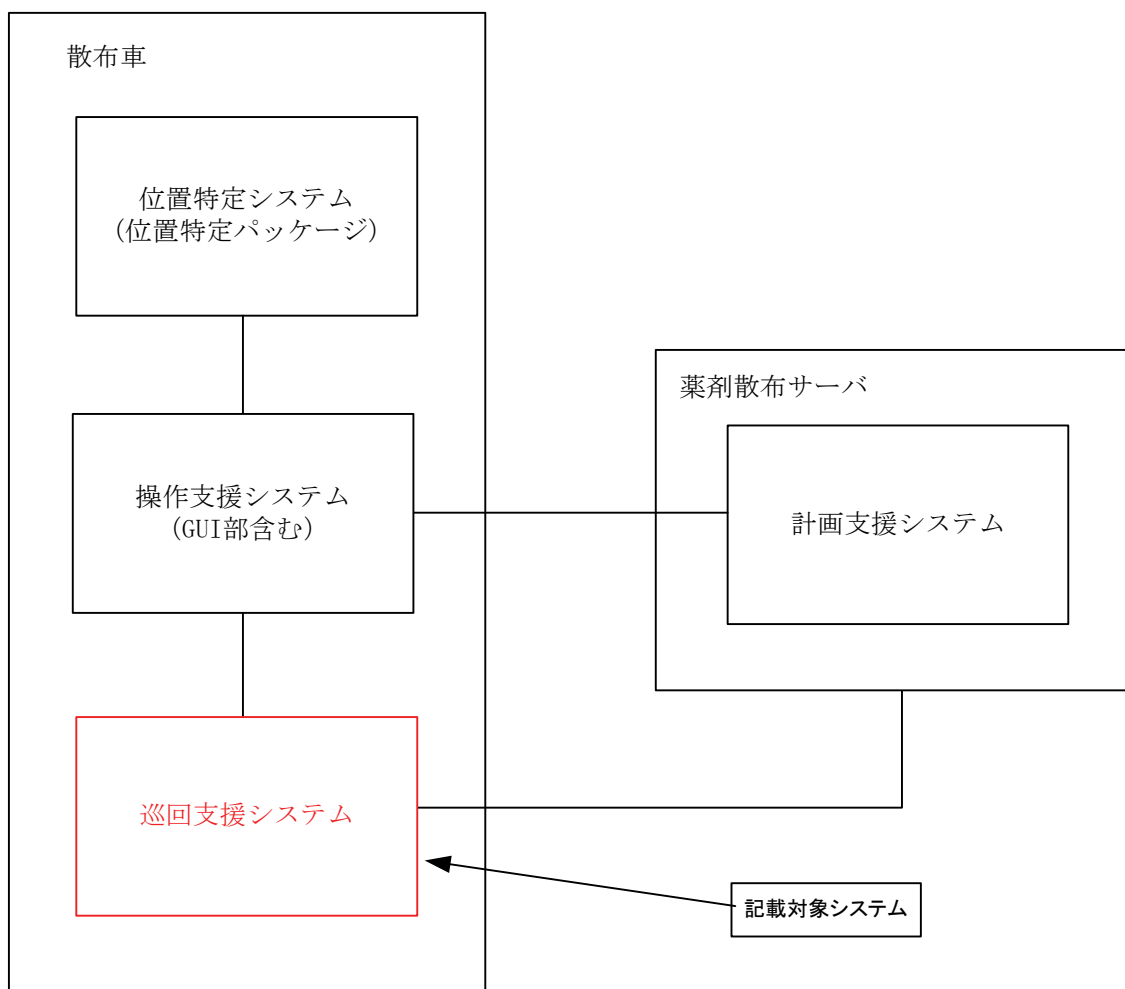 散布車
位置特定システム
(位置特定パッケージ)
薬剤散布サーバ
操作支援システム
(GUI部含む)
計画支援システム
巡回支援システム
記載対象システム